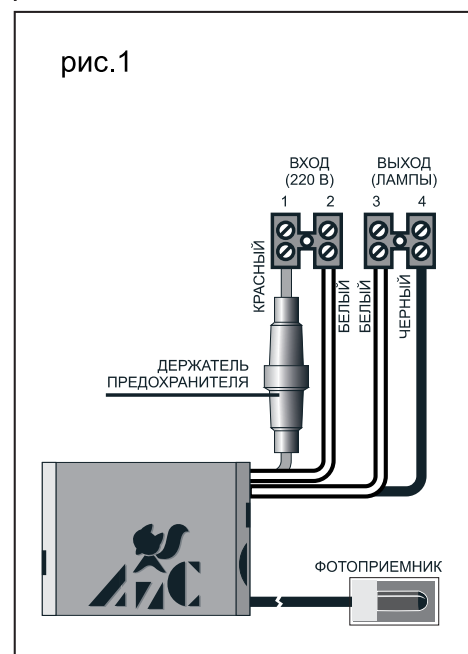 рис.1
ВХОД ВЫХОД
(220 В) (ЛАМПЫ)
1 2 3 4
КРАСНЫЙ
БЕЛЫЙ
БЕЛЫЙ
ЧЕРНЫЙ
ДЕРЖАТЕЛЬ
ПРЕДОХРАНИТЕЛЯ
ФОТОПРИЕМНИК